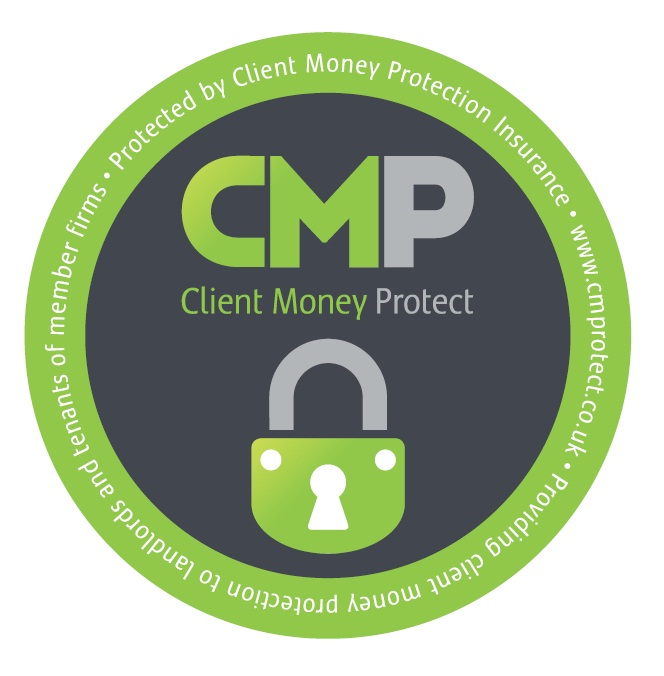 Protected by Client Money Protection Insurance • www.cmprotect.co.uk • Providing client money protection to landlords and tenants of member firms •
CMP
Client Money Protect